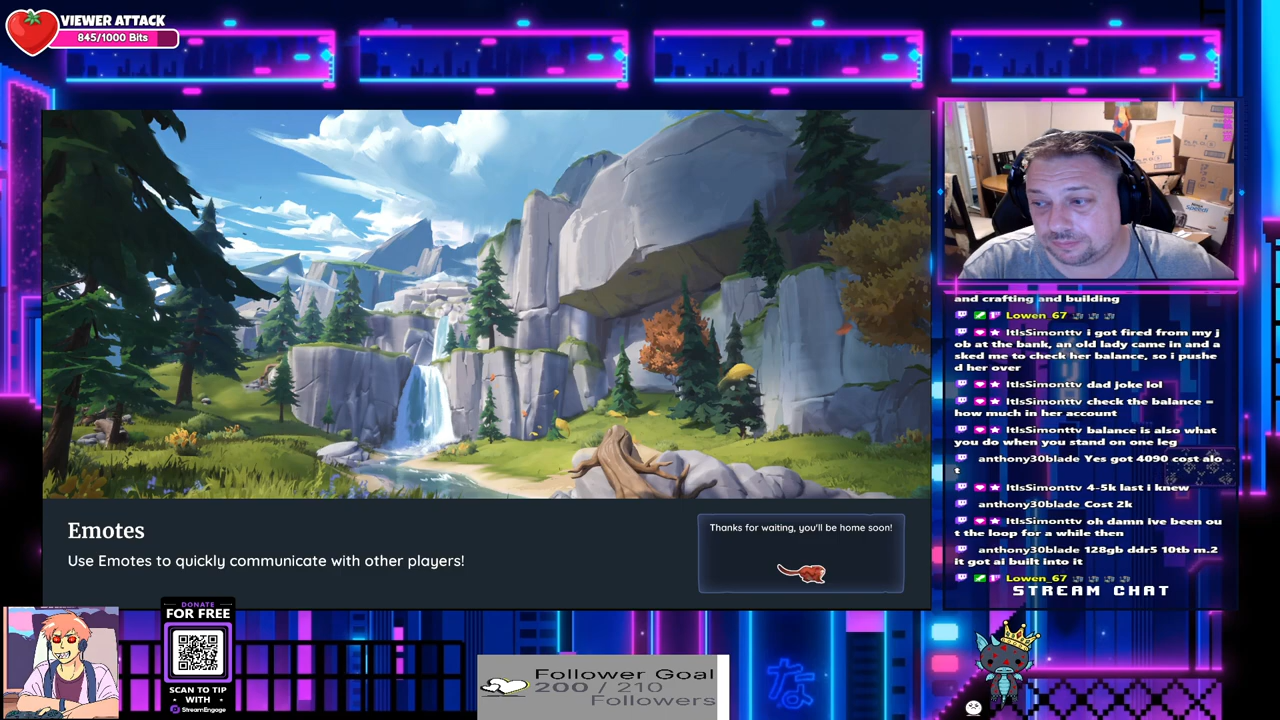 VIEWER ATTACK
845/1000 Bits
and crafting and building
Lowen_67
ItIsSimonttv i got fired from my j
ob at the bank, an old lady came in and a
sked me to check her balance, so i pushe
d her over
ItIsSimonttv dad joke lol
ItIsSimonttv check the balance =
how much in her account
ItIsSimonttv balance is also what
you do when you stand on one leg
anthony30blade Yes got 4090 cost alo
t
ItIsSimonttv 4-5k last i knew
anthony30blade Cost 2k
ItIsSimonttv oh damn ive been ou
t the loop for a while then
anthony30blade 128gb ddr5 10tb m.2
it got ai built into it
Lowen_67
STREAM CHAT
Emotes
Use Emotes to quickly communicate with other players!
Thanks for waiting, you'll be home soon!
DONATE
FOR FREE
SCAN TO TIP
WITH
StreamEngage
Follower Goal
200 / 210
Followers
な